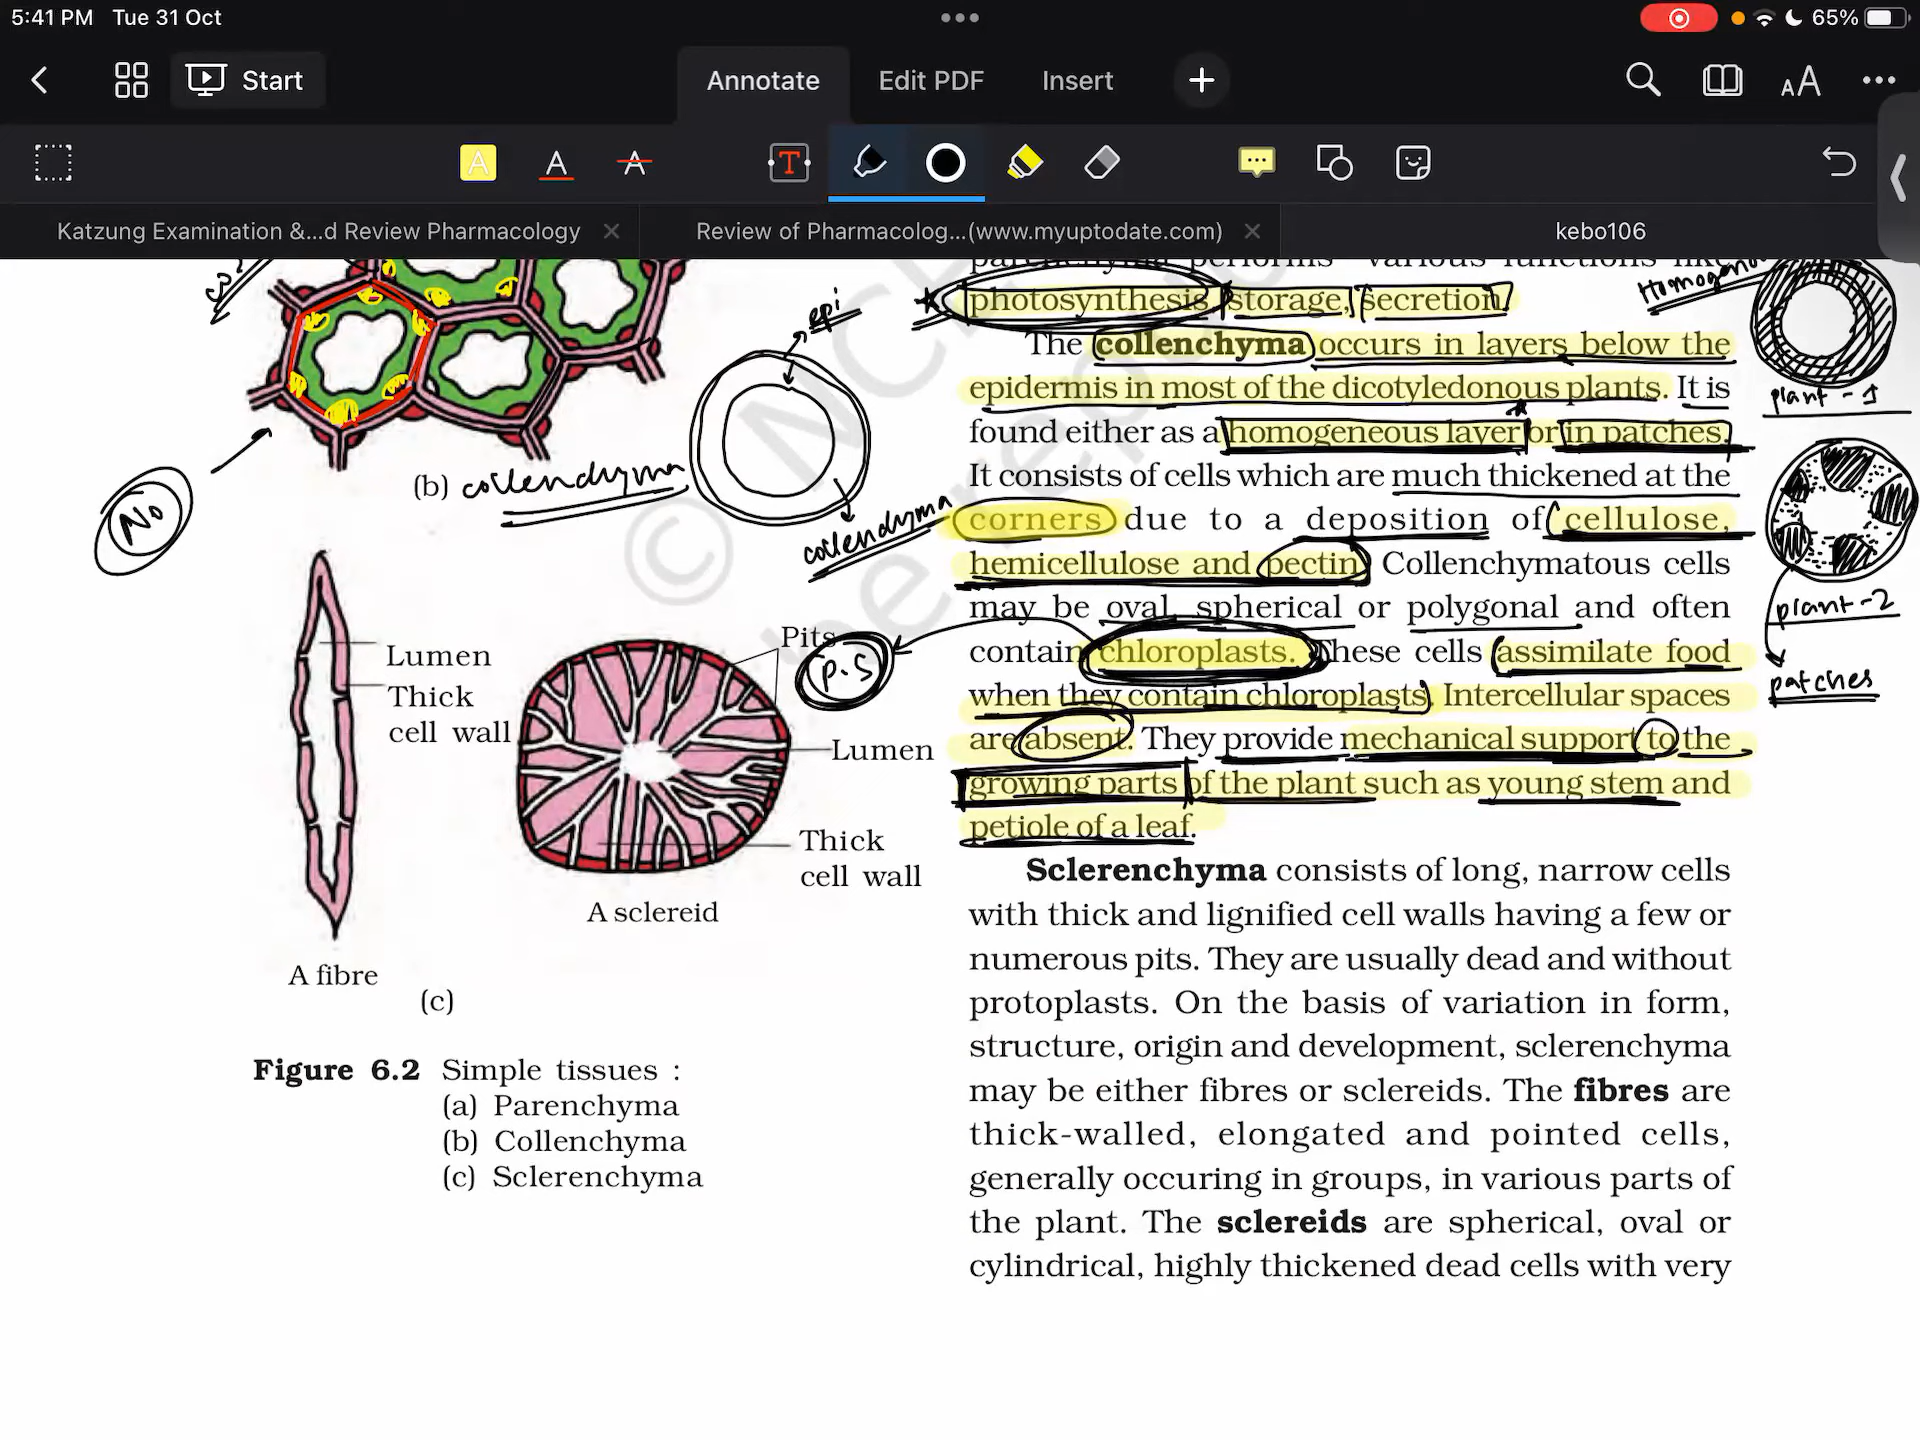 5:41 PM Tue 31 Oct
65%
Start
Annotate
Edit PDF
Insert
Katzung Examination &...d Review Pharmacology
Review of Pharmacolog...(www.myuptodate.com)
kebo106
photosynthesis, storage, secretion.
The collenchyma occurs in layers below the
epidermis in most of the dicotyledonous plants. It is
found either as a homogeneous layer or in patches.
It consists of cells which are much thickened at the
corners due to a deposition of cellulose,
hemicellulose and pectin. Collenchymatous cells
may be oval, spherical or polygonal and often
contain chloroplasts. These cells assimilate food
when they contain chloroplasts. Intercellular spaces
are absent. They provide mechanical support to the
growing parts of the plant such as young stem and
petiole of a leaf.
Sclerenchyma consists of long, narrow cells
with thick and lignified cell walls having a few or
numerous pits. They are usually dead and without
protoplasts. On the basis of variation in form,
structure, origin and development, sclerenchyma
may be either fibres or sclereids. The fibres are
thick-walled, elongated and pointed cells,
generally occuring in groups, in various parts of
the plant. The sclereids are spherical, oval or
cylindrical, highly thickened dead cells with very
epi
(b) collenchyma
collendyma
No
P.S
plant-1
plant-2
patches
Lumen
Thick
cell wall
Pits
Lumen
Thick
cell wall
A sclereid
A fibre
(c)
Figure 6.2 Simple tissues :
(a) Parenchyma
(b) Collenchyma
(c) Sclerenchyma